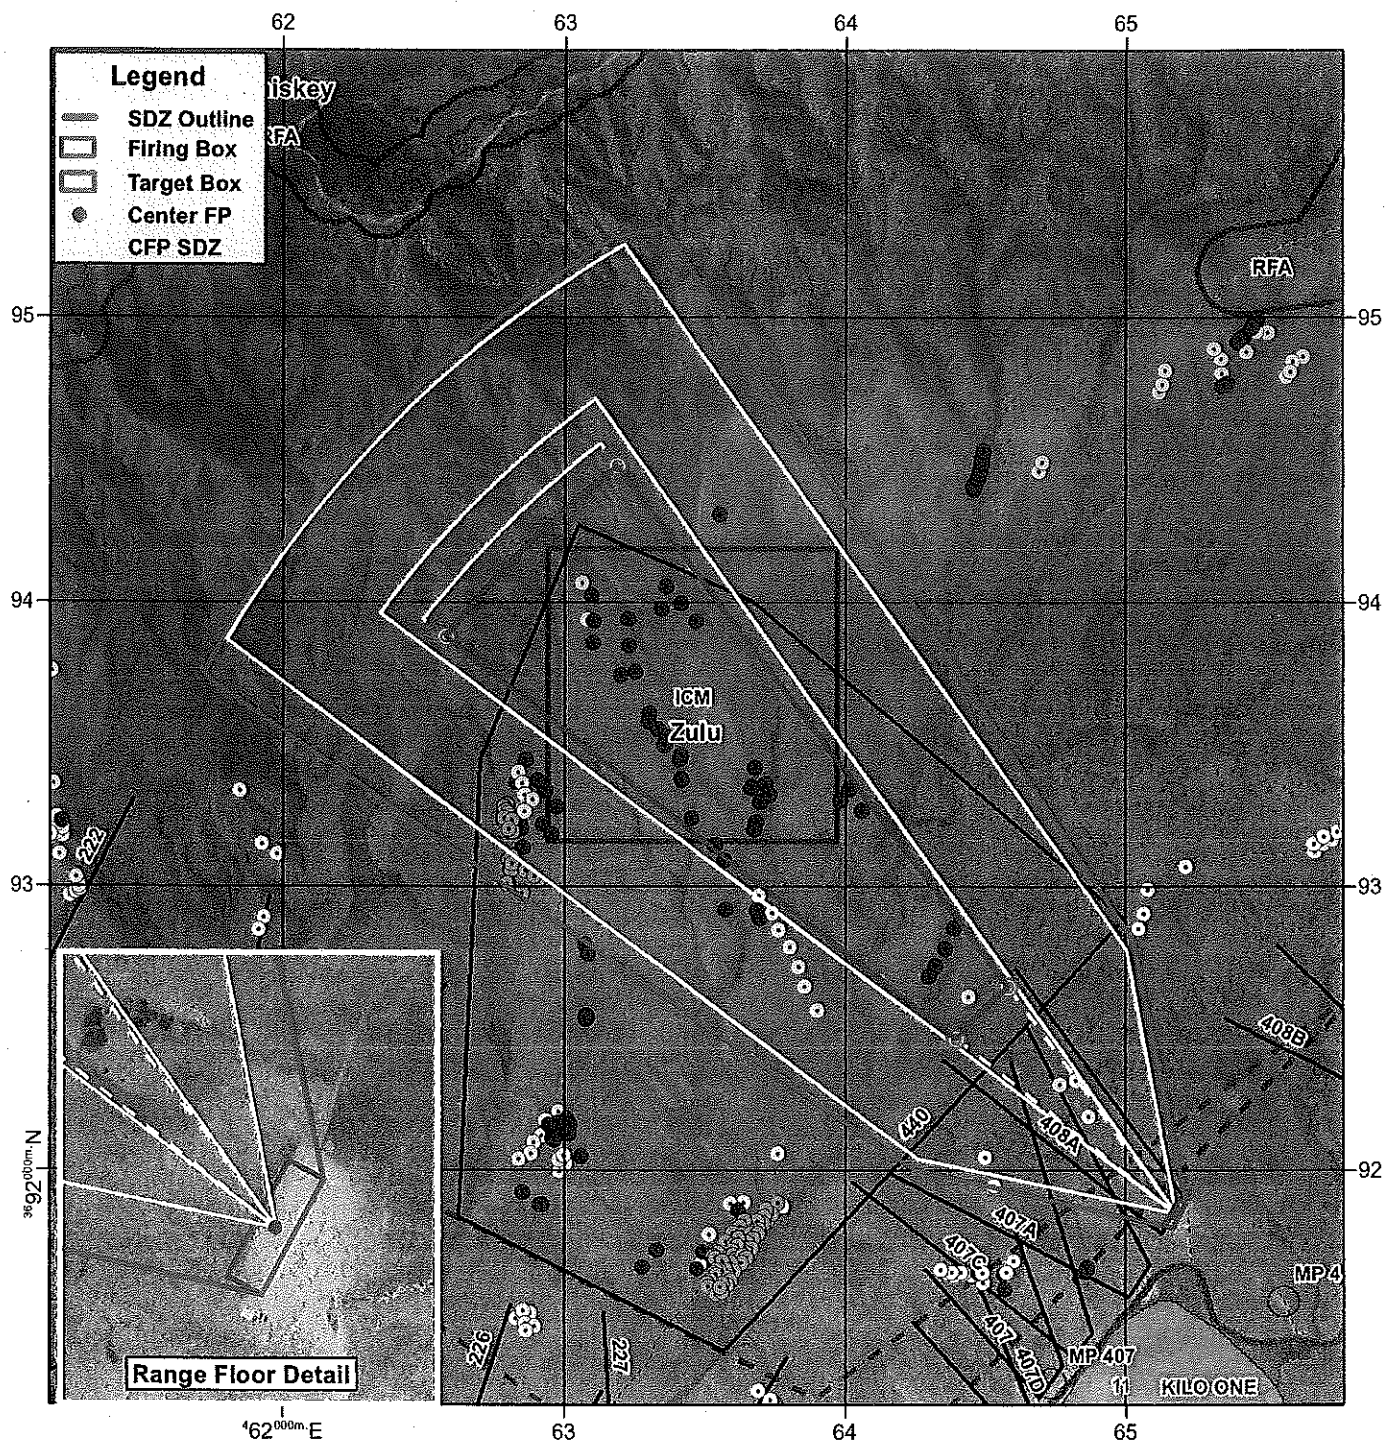 62 63 64 65
Legend
SDZ Outline
Firing Box
Target Box
Center FP
CFP SDZ
iskey
RFA
RFA
95 95
94 94
ICM
Zulu
222
93 93
408B
440
408A
3692000m. N
92
407A
407C
MP 4
226
227
407
407D
MP 407
11 KILO ONE
Range Floor Detail
462000m. E 63 64 65